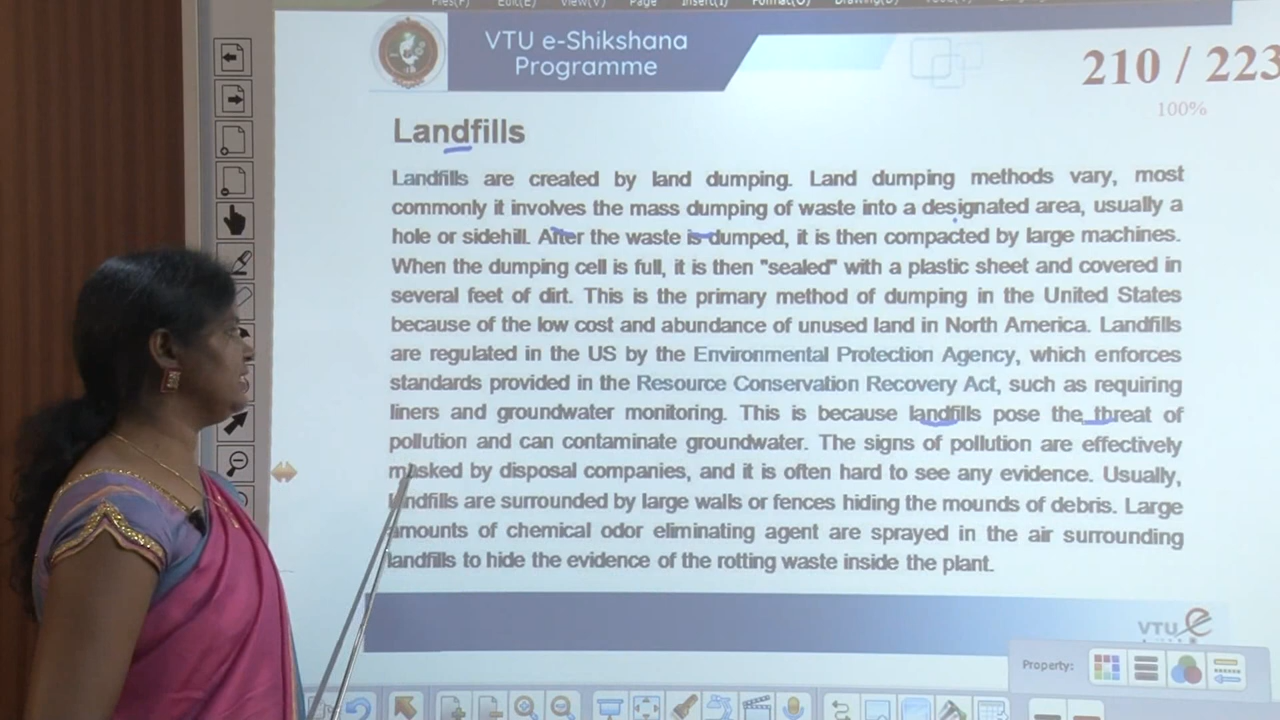 Files(F) Edit(E) View(V) Page Insert(I) Format(O) Drawing(D)
VTU e-Shikshana
Programme
210 / 223
100%
Landfills
Landfills are created by land dumping. Land dumping methods vary, most
commonly it involves the mass dumping of waste into a designated area, usually a
hole or sidehill. After the waste is dumped, it is then compacted by large machines.
When the dumping cell is full, it is then "sealed" with a plastic sheet and covered in
several feet of dirt. This is the primary method of dumping in the United States
because of the low cost and abundance of unused land in North America. Landfills
are regulated in the US by the Environmental Protection Agency, which enforces
standards provided in the Resource Conservation Recovery Act, such as requiring
liners and groundwater monitoring. This is because landfills pose the threat of
pollution and can contaminate groundwater. The signs of pollution are effectively
masked by disposal companies, and it is often hard to see any evidence. Usually,
landfills are surrounded by large walls or fences hiding the mounds of debris. Large
amounts of chemical odor eliminating agent are sprayed in the air surrounding
landfills to hide the evidence of the rotting waste inside the plant.
VTU e
Property: